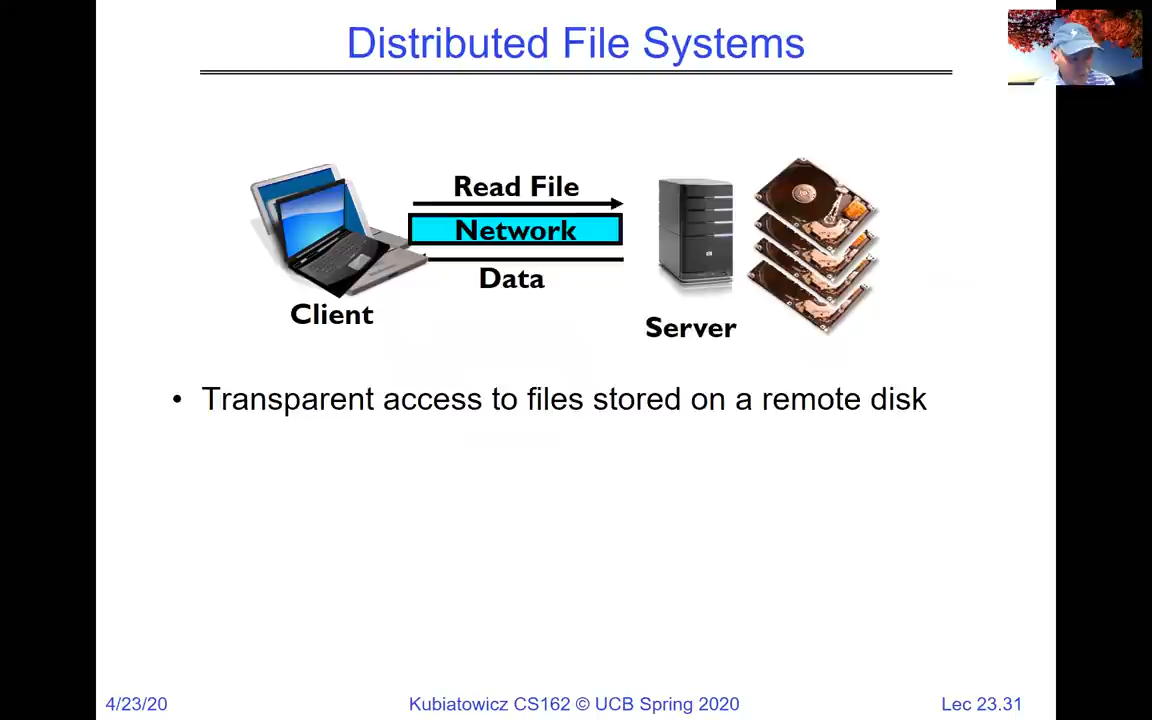 Distributed File Systems
Read File
Network
Data
Client
Server
• Transparent access to files stored on a remote disk
4/23/20
Kubiatowicz CS162 © UCB Spring 2020
Lec 23.31